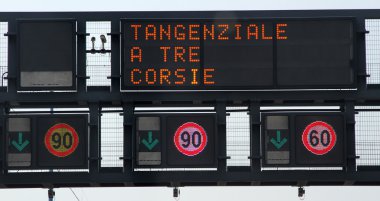 TANGENZIALE
A TRE
CORSIE
90 90 60